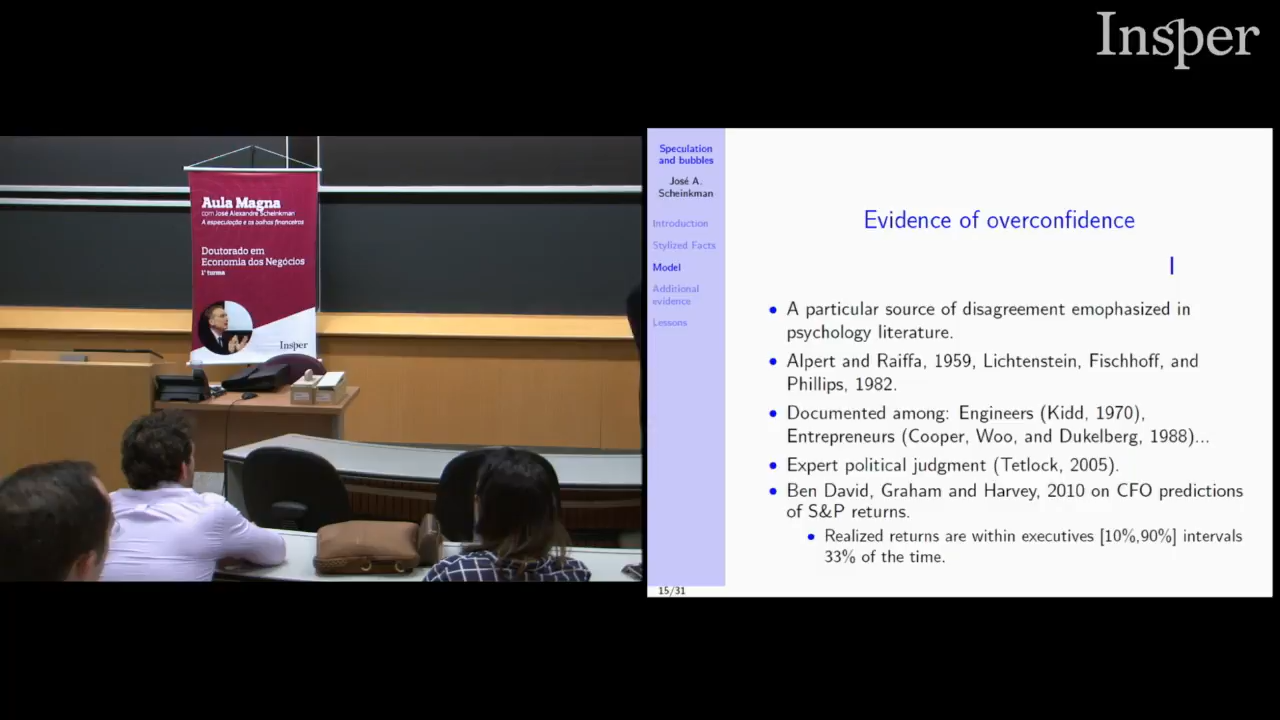 Insper
Aula Magna
com José Alexandre Scheinkman
A especulação e as bolhas financeiras
Doutorado em
Economia dos Negócios
1ª turma
Insper
Speculation
and bubbles
José A.
Scheinkman
Introduction
Stylized Facts
Model
Additional
evidence
Lessons
Evidence of overconfidence
• A particular source of disagreement emophasized in
psychology literature.
• Alpert and Raiffa, 1959, Lichtenstein, Fischhoff, and
Phillips, 1982.
• Documented among: Engineers (Kidd, 1970),
Entrepreneurs (Cooper, Woo, and Dukelberg, 1988)...
• Expert political judgment (Tetlock, 2005).
• Ben David, Graham and Harvey, 2010 on CFO predictions
of S&P returns.
• Realized returns are within executives [10%,90%] intervals
33% of the time.
15/31